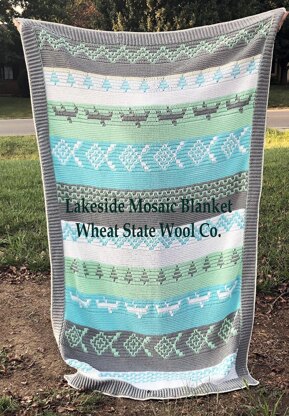 Lakeside Mosaic Blanket
Wheat State Wool Co.